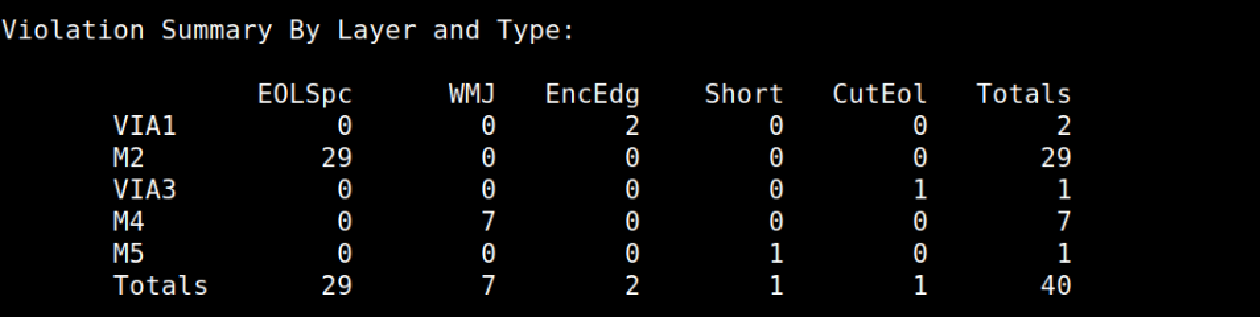 Violation Summary By Layer and Type:
EOLSpc WMJ EncEdg Short CutEol Totals
VIA1 0 0 2 0 0 2
M2 29 0 0 0 0 29
VIA3 0 0 0 0 1 1
M4 0 7 0 0 0 7
M5 0 0 0 1 0 1
Totals 29 7 2 1 1 40